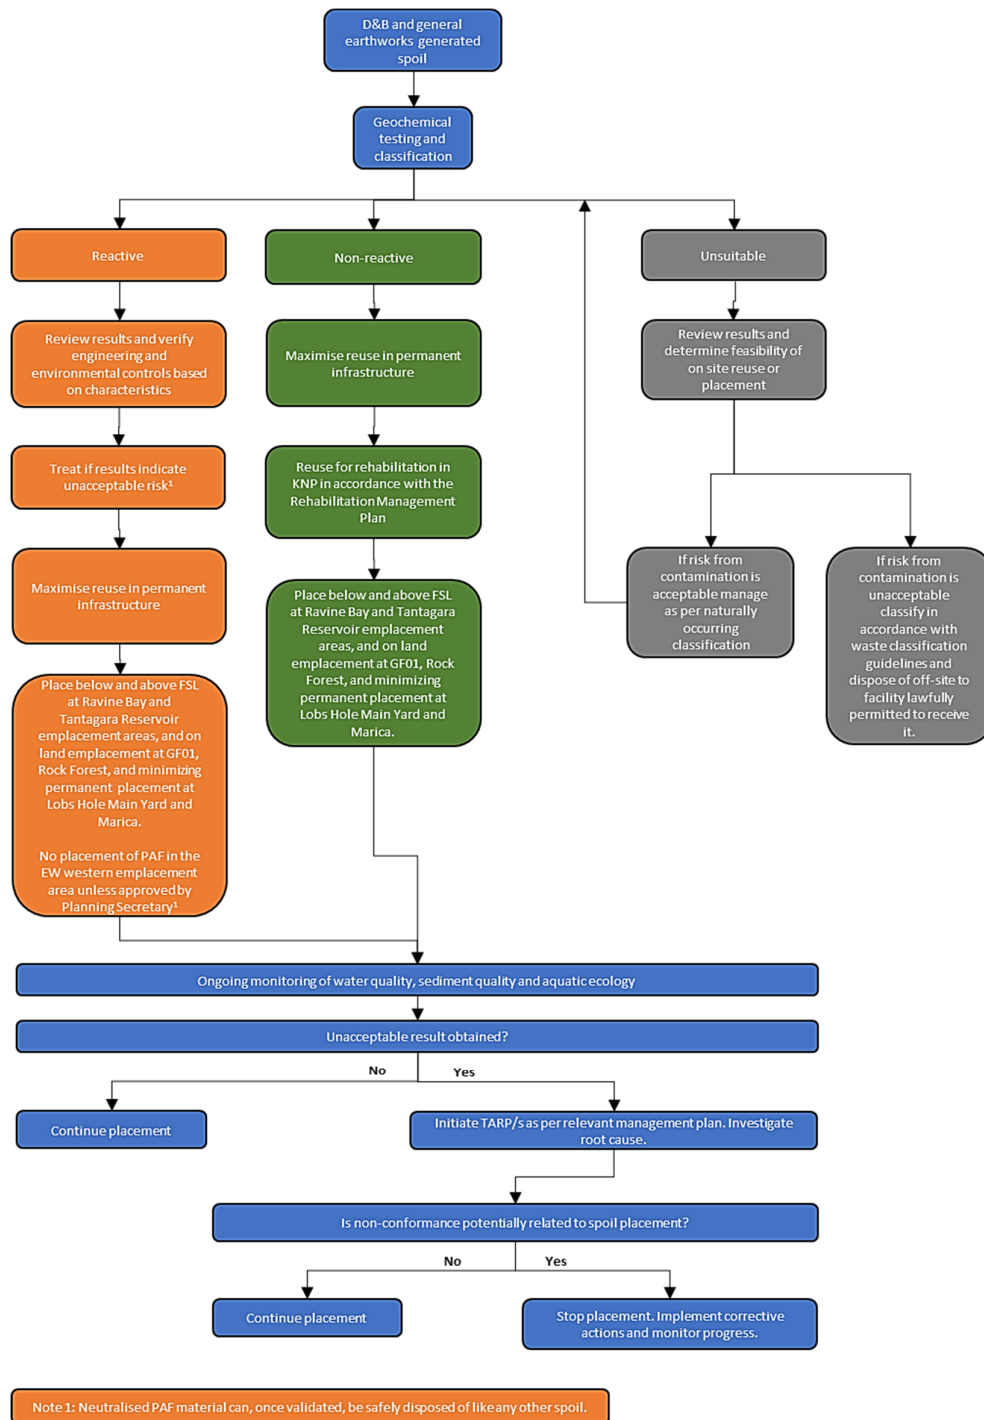 D&B and general
earthworks generated
spoil
Geochemical
testing and
classification
Reactive
Non-reactive
Unsuitable
Review results and verify
engineering and
environmental controls based
on characteristics
Maximise reuse in permanent
infrastructure
Review results and
determine feasibility of
on site reuse or
placement
Treat if results indicate
unacceptable risk¹
Reuse for rehabilitation in
KNP in accordance with the
Rehabilitation Management
Plan
Maximise reuse in permanent
infrastructure
Place below and above FSL
at Ravine Bay and Tantagara
Reservoir emplacement
areas, and on land
emplacement at GF01, Rock
Forest, and minimizing
permanent placement at
Lobs Hole Main Yard and
Marica.
If risk from
contamination is
acceptable manage
as per naturally
occurring
classification
If risk from
contamination is
unacceptable classify in
accordance with
waste classification
guidelines and
dispose of off-site to
facility lawfully
permitted to receive
it.
Place below and above FSL
at Ravine Bay and
Tantagara Reservoir
emplacement areas, and on
land emplacement at GF01,
Rock Forest, and minimizing
permanent placement at
Lobs Hole Main Yard and
Marica.
No placement of PAF in the
EW western emplacement
area unless approved by
Planning Secretary¹
Ongoing monitoring of water quality, sediment quality and aquatic ecology
Unacceptable result obtained?
No
Yes
Continue placement
Initiate TARP/s as per relevant management plan. Investigate
root cause.
Is non-conformance potentially related to spoil placement?
No
Yes
Continue placement
Stop placement. Implement corrective
actions and monitor progress.
Note 1: Neutralised PAF material can, once validated, be safely disposed of like any other spoil.